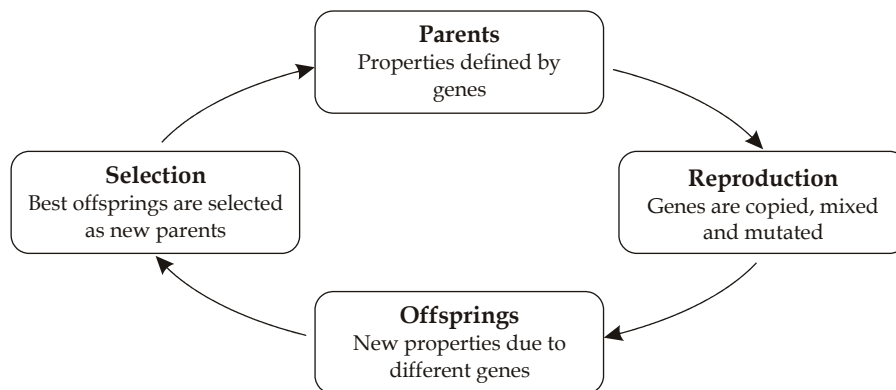 Parents
Properties defined by
genes
Selection
Best offsprings are selected
as new parents
Reproduction
Genes are copied, mixed
and mutated
Offsprings
New properties due to
different genes